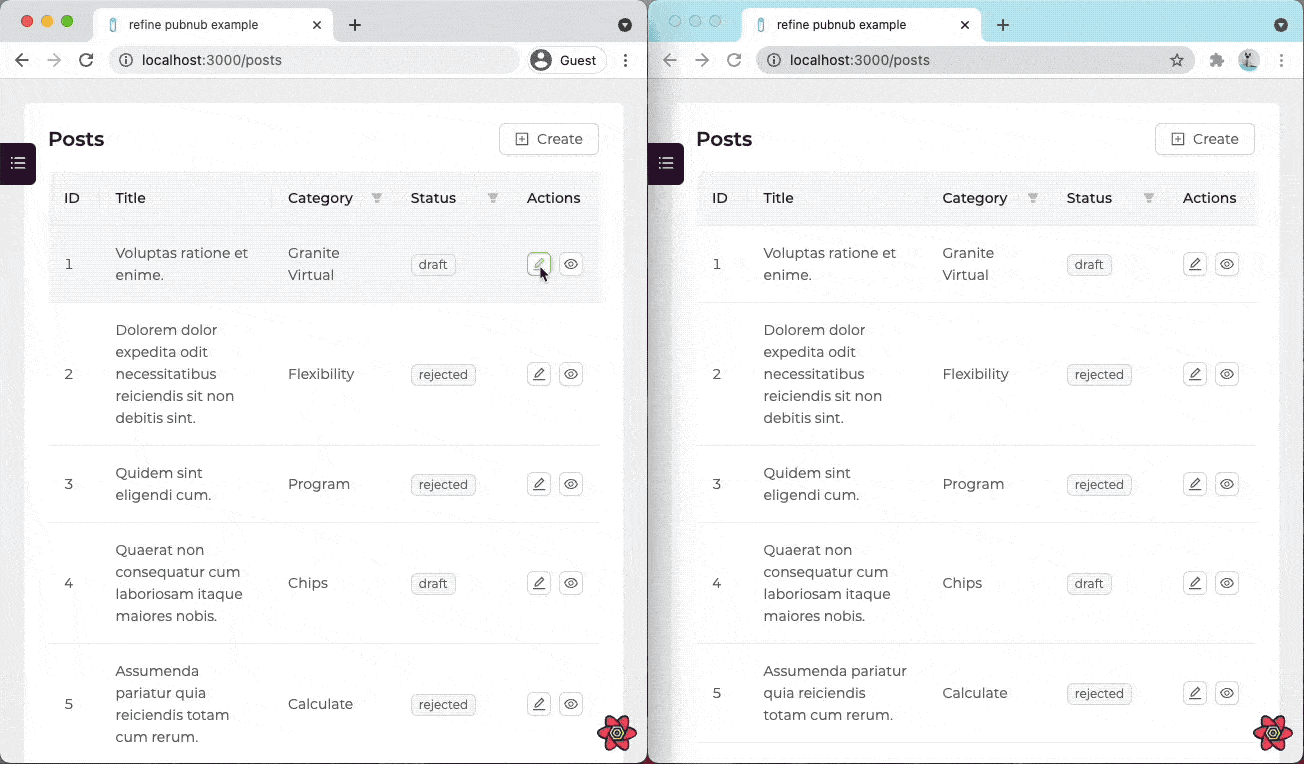 refine pubnub example
localhost:3000/posts
Guest
Posts
Create
ID Title Category Status Actions
1
Voluptas ratione et
enime.
Granite
Virtual
draft
2
Dolorem dolor
expedita odit
necessitatibus
reiciendis sit non
debitis sint.
Flexibility
rejected
3
Quidem sint
eligendi cum.
Program
rejected
4
Quaerat non
consequatur cum
laboriosam itaque
maiores nobis.
Chips
draft
5
Assumenda
pariatur quia
reiciendis totam
cum rerum.
Calculate
rejected
refine pubnub example
localhost:3000/posts
Posts
Create
ID Title Category Status Actions
1
Voluptas ratione et
enime.
Granite
Virtual
draft
2
Dolorem dolor
expedita odit
necessitatibus
reiciendis sit non
debitis sint.
Flexibility
rejected
3
Quidem sint
eligendi cum.
Program
rejected
4
Quaerat non
consequatur cum
laboriosam itaque
maiores nobis.
Chips
draft
5
Assumenda pariatur
quia reiciendis
totam cum rerum.
Calculate
rejected